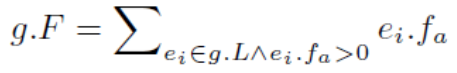 g.F = ∑_{e_i∈g.L∧e_i.f_a>0} e_i.f_a